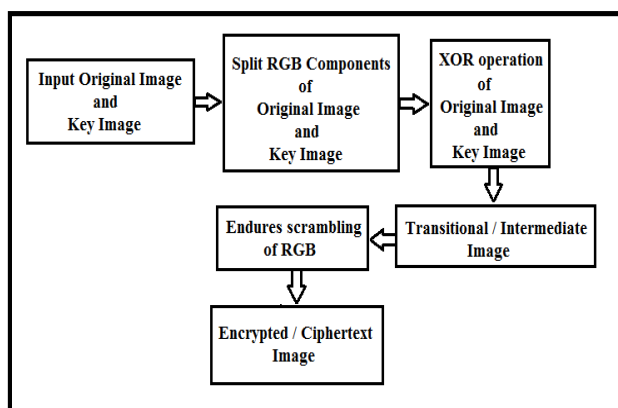 Input Original Image
and
Key Image
Split RGB Components
of
Original Image
and
Key Image
XOR operation
of
Original Image
and
Key Image
Transitional / Intermediate
Image
Endures scrambling
of RGB
Encrypted / Ciphertext
Image